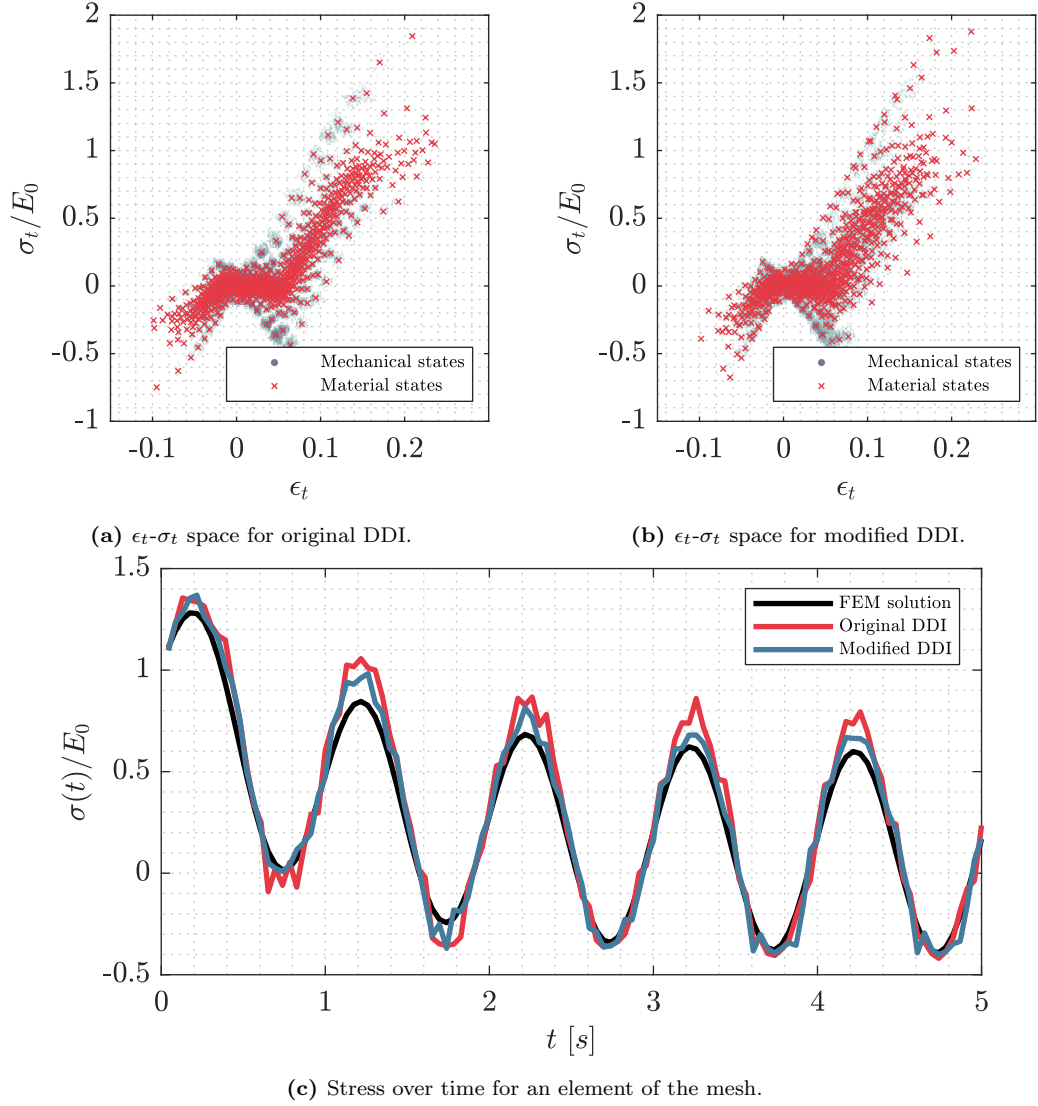 2
1.5
1
0.5
0
-0.5
-1
σ_t/E_0
-0.1 0 0.1 0.2
ϵ_t
Mechanical states
Material states
(a) ϵ_t-σ_t space for original DDI.
2
1.5
1
0.5
0
-0.5
-1
σ_t/E_0
-0.1 0 0.1 0.2
ϵ_t
Mechanical states
Material states
(b) ϵ_t-σ_t space for modified DDI.
1.5
1
0.5
0
-0.5
σ(t)/E_0
FEM solution
Original DDI
Modified DDI
0 1 2 3 4 5
t [s]
(c) Stress over time for an element of the mesh.